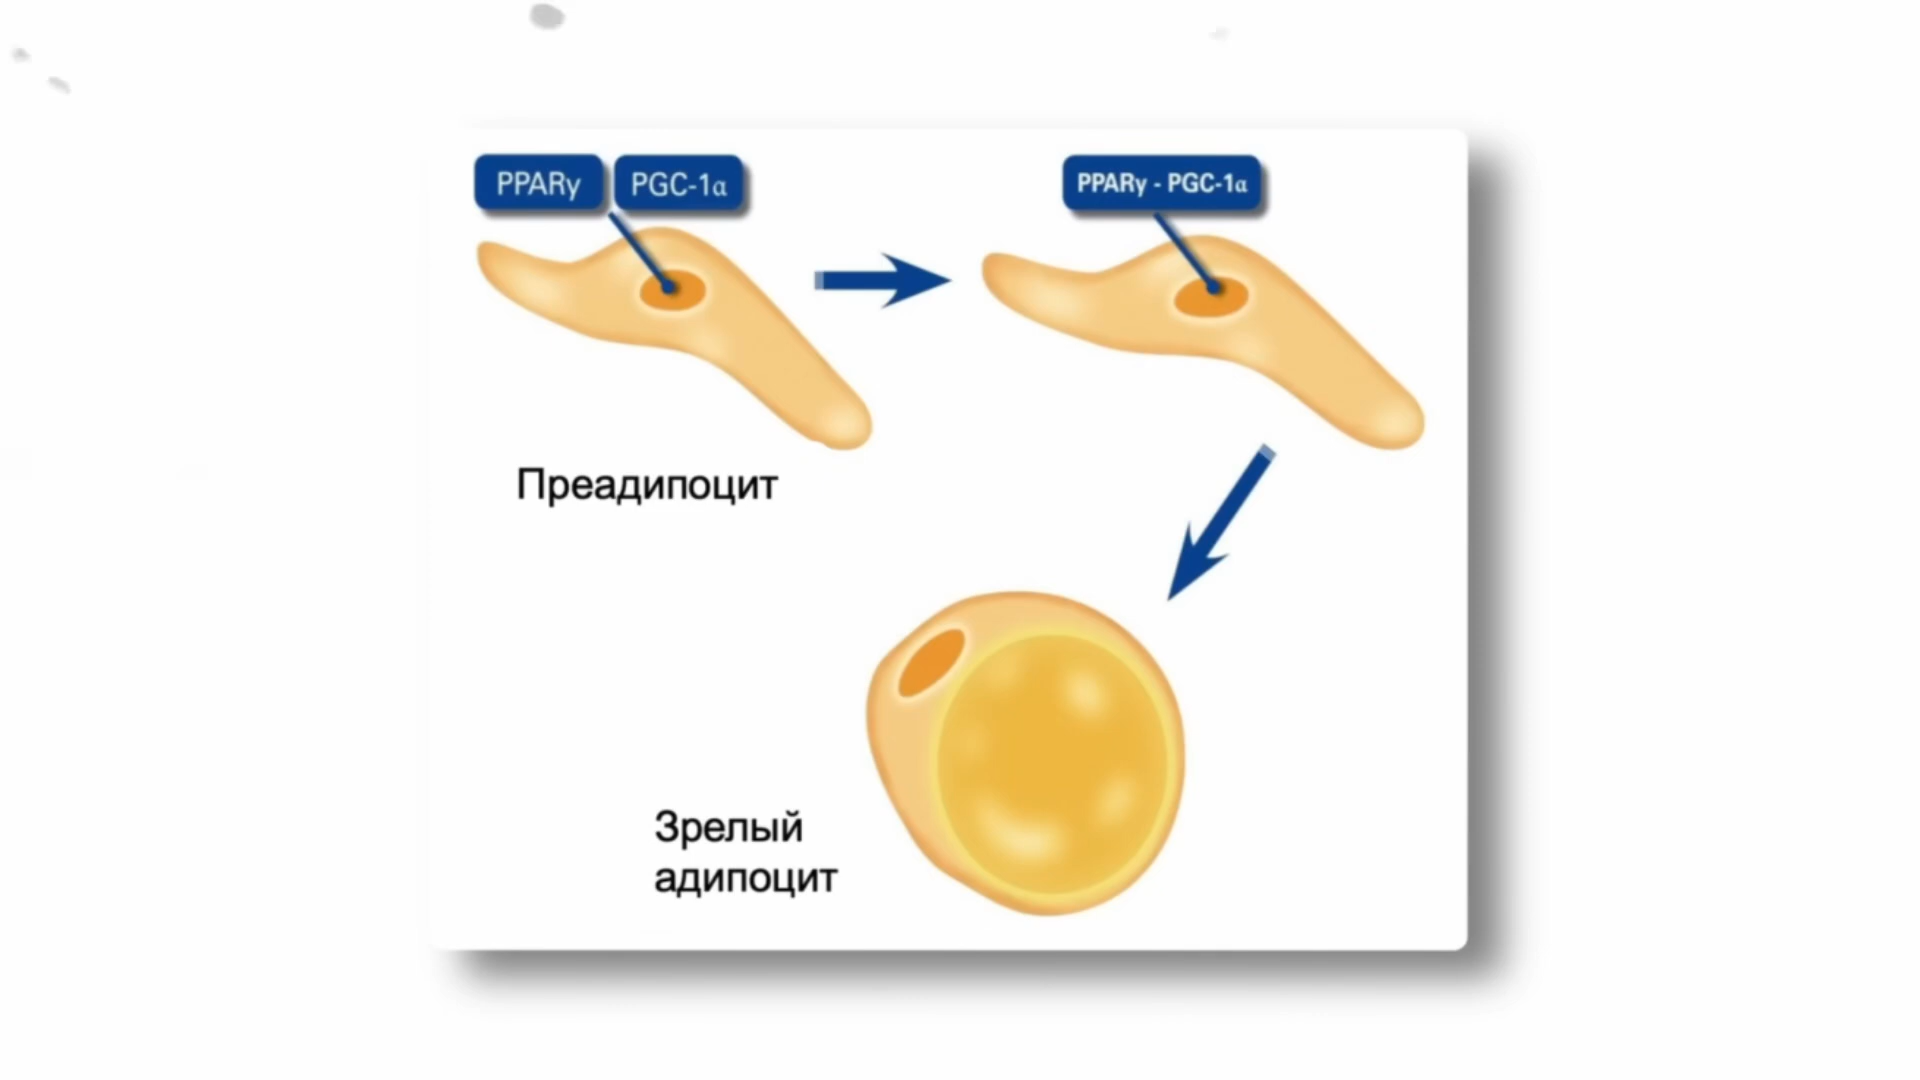 PPARγ PGC-1α
PPARγ - PGC-1α
Преадипоцит
Зрелый
адипоцит